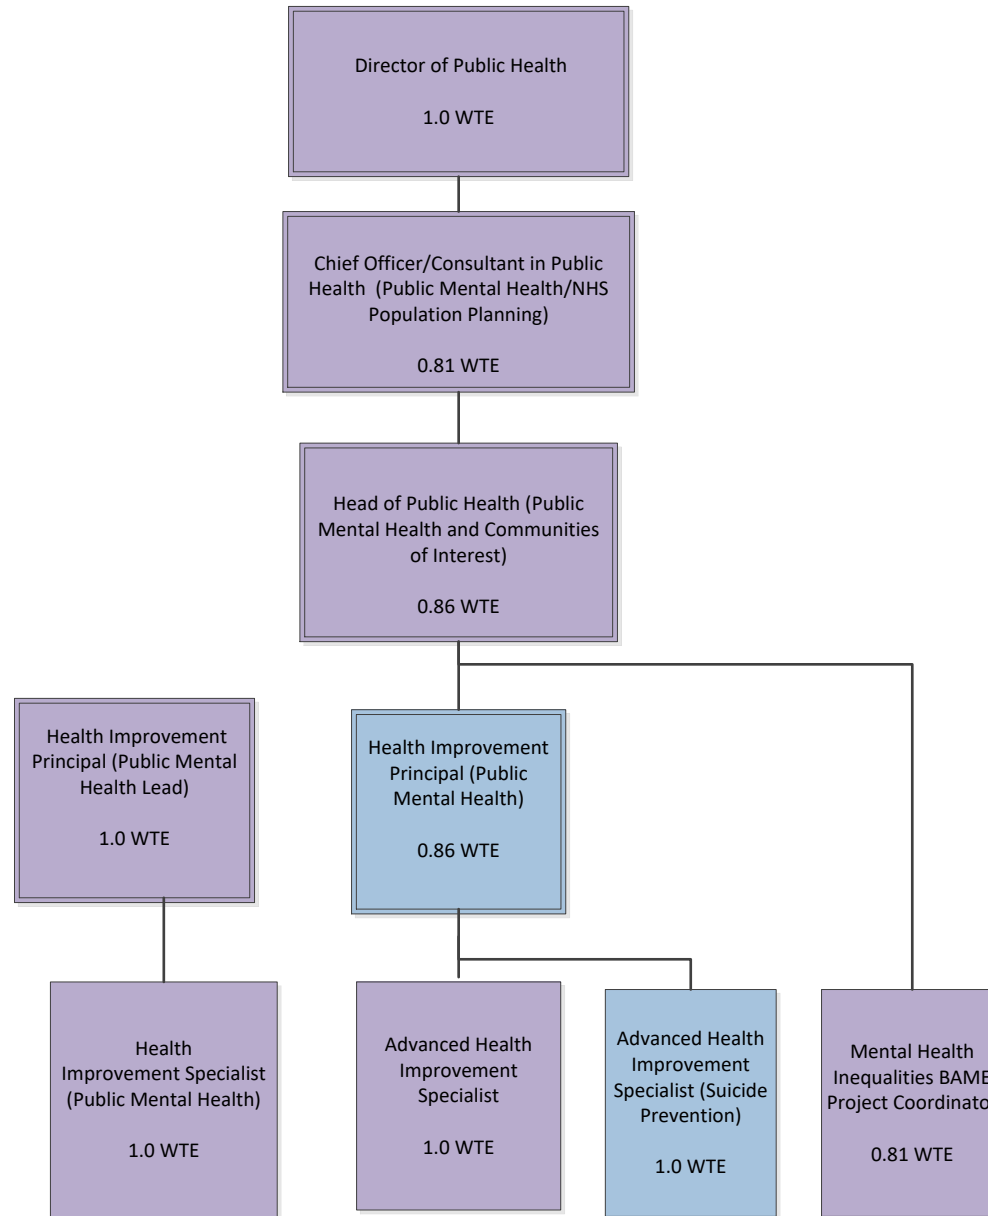 Director of Public Health
1.0 WTE
Chief Officer/Consultant in Public
Health  (Public Mental Health/NHS
Population Planning)
0.81 WTE
Head of Public Health (Public
Mental Health and Communities
of Interest)
0.86 WTE
Health Improvement
Principal (Public Mental
Health Lead)
1.0 WTE
Health Improvement
Principal (Public
Mental Health)
0.86 WTE
Health
Improvement Specialist
(Public Mental Health)
1.0 WTE
Advanced Health
Improvement
Specialist
1.0 WTE
Advanced Health
Improvement
Specialist (Suicide
Prevention)
1.0 WTE
Mental Health
Inequalities BAME
Project Coordinato
0.81 WTE